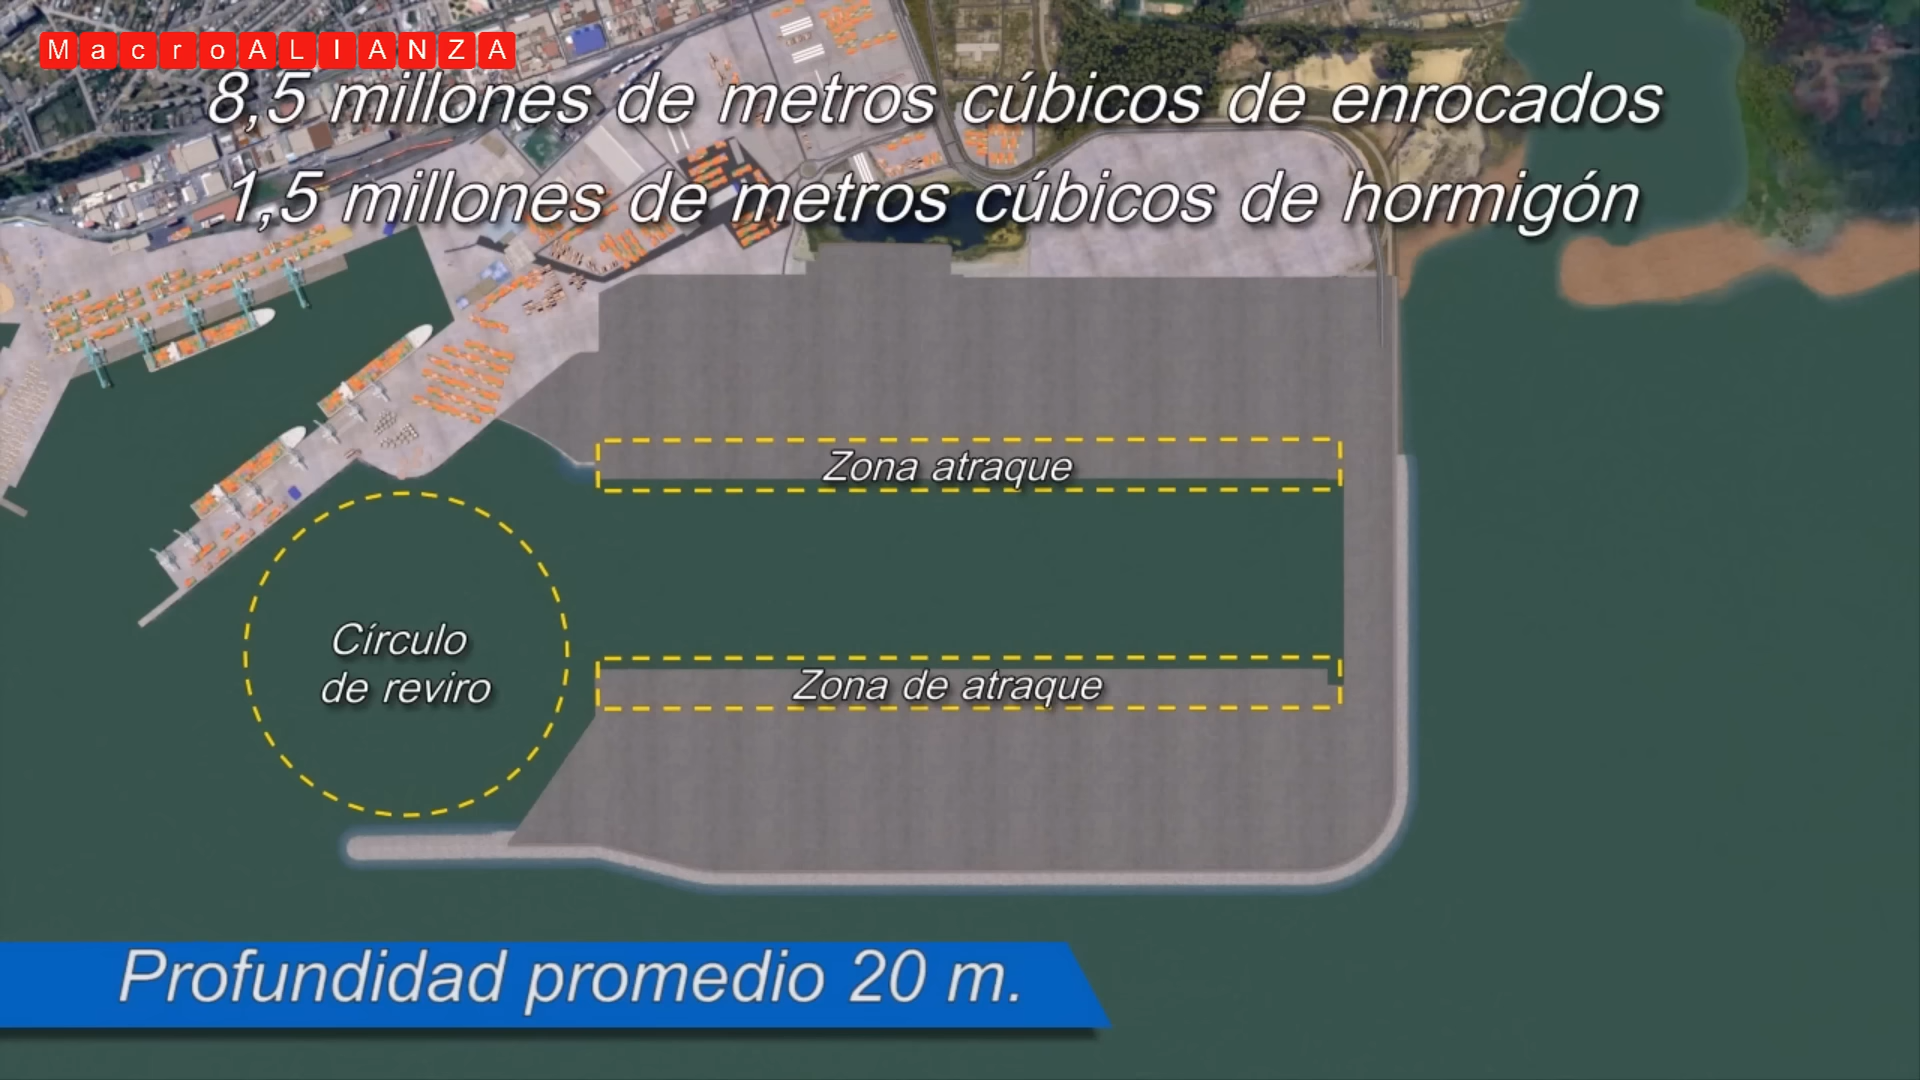 MacroALIANZA
8,5 millones de metros cúbicos de enrocados
1,5 millones de metros cúbicos de hormigón
Zona atraque
Círculo
de reviro
Zona de atraque
Profundidad promedio 20 m.